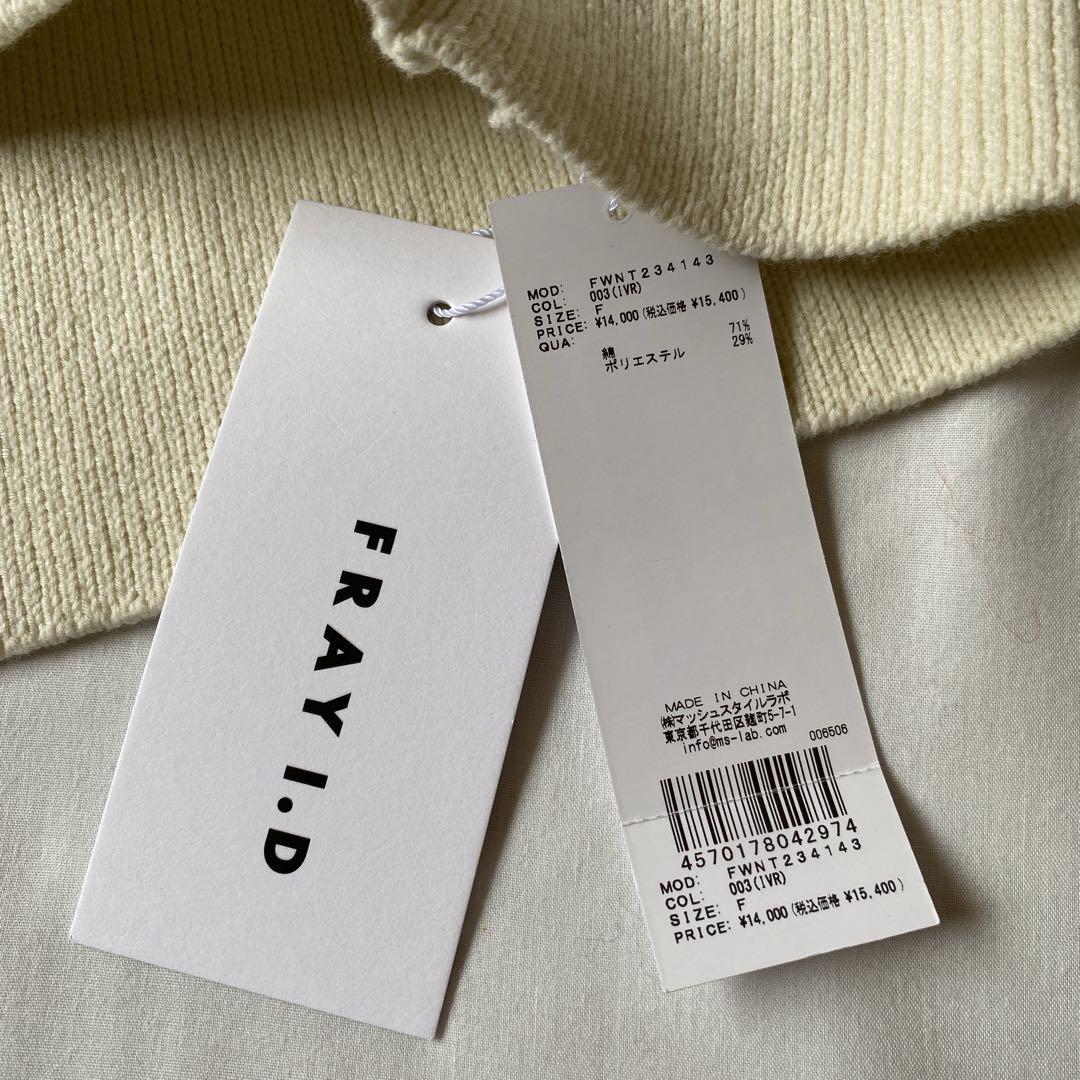 FRAY I.D
MOD: FWNT234143
COL: 003(IVR)
SIZE: F
PRICE: ¥14,000(税込価格 ¥15,400)
QUA: 綿 71%
ポリエステル 29%
MADE IN CHINA
㈱マッシュスタイルラボ
東京都千代田区麹町5-7-1
info@ms-lab.com 006506
4570178042974
MOD: FWNT234143
COL: 003(IVR)
SIZE: F
PRICE: ¥14,000(税込価格 ¥15,400)